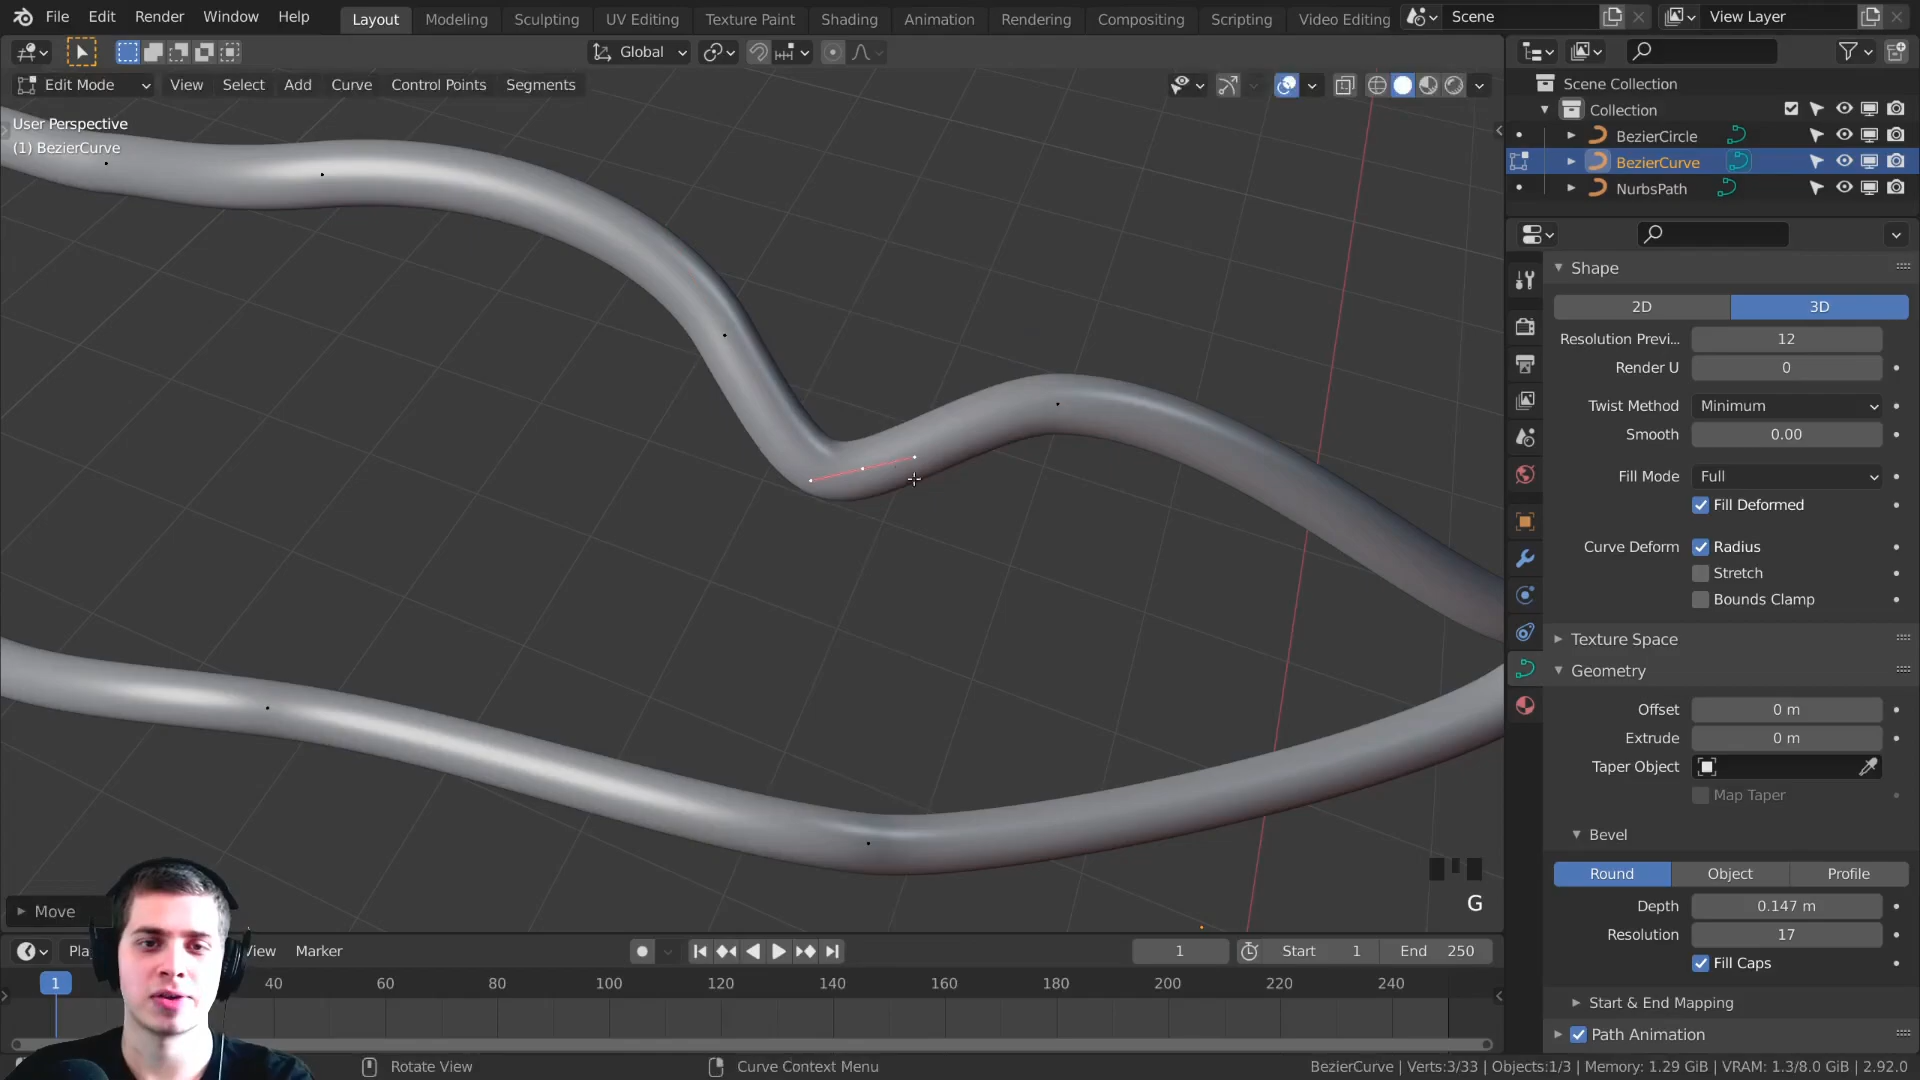 File Edit Render Window Help Layout Modeling Sculpting UV Editing Texture Paint Shading Animation Rendering Compositing Scripting Video Editing Scene View Layer
Global
Edit Mode View Select Add Curve Control Points Segments
User Perspective
(1) BezierCurve
Scene Collection
Collection
BezierCircle
BezierCurve
NurbsPath
Shape
2D 3D
Resolution Previ... 12
Render U 0
Twist Method Minimum
Smooth 0.00
Fill Mode Full
Fill Deformed
Curve Deform Radius
Stretch
Bounds Clamp
Texture Space
Geometry
Offset 0 m
Extrude 0 m
Taper Object
Map Taper
Bevel
Round Object Profile
Depth 0.147 m
Resolution 17
Fill Caps
Start & End Mapping
Path Animation
G
Move
View Marker 1 Start 1 End 250
1 40 60 80 100 120 140 160 180 200 220 240
Rotate View Curve Context Menu BezierCurve | Verts:3/33 | Objects:1/3 | Memory: 1.29 GiB | VRAM: 1.3/8.0 GiB | 2.92.0